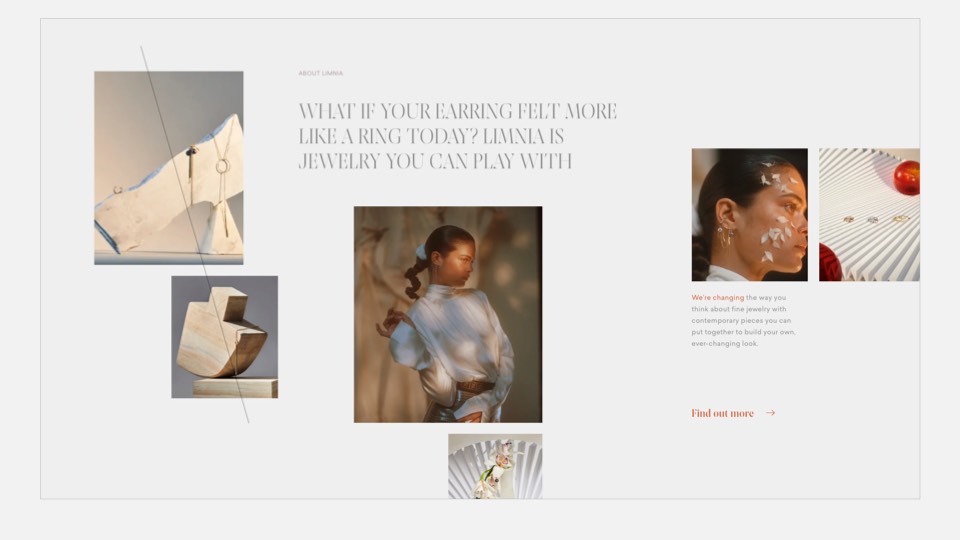 ABOUT LIMNIA
WHAT IF YOUR EARRING FELT MORE
LIKE A RING TODAY? LIMNIA IS
JEWELRY YOU CAN PLAY WITH
We're changing the way you
think about fine jewelry with
contemporary pieces you can
put together to build your own,
ever-changing look.
Find out more